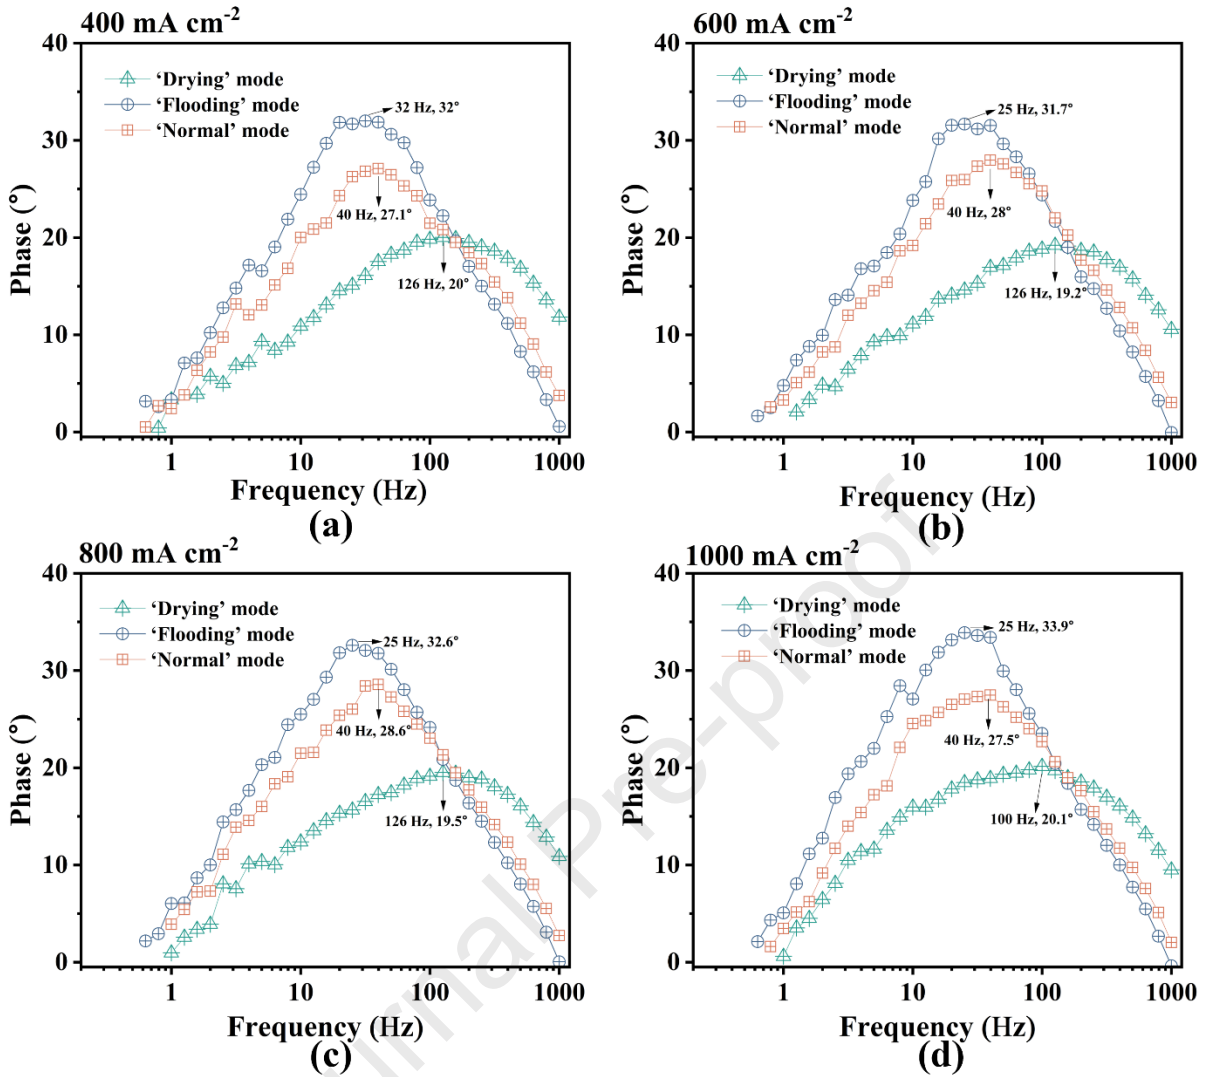 400 mA cm-2
40
30
20
10
0
Phase (°)
‘Drying’ mode
‘Flooding’ mode
‘Normal’ mode
32 Hz, 32°
40 Hz, 27.1°
126 Hz, 20°
1 10 100 1000
Frequency (Hz)
(a)
600 mA cm-2
40
30
20
10
0
Phase (°)
‘Drying’ mode
‘Flooding’ mode
‘Normal’ mode
25 Hz, 31.7°
40 Hz, 28°
126 Hz, 19.2°
1 10 100 1000
Frequency (Hz)
(b)
800 mA cm-2
40
30
20
10
0
Phase (°)
‘Drying’ mode
‘Flooding’ mode
‘Normal’ mode
25 Hz, 32.6°
40 Hz, 28.6°
126 Hz, 19.5°
1 10 100 1000
Frequency (Hz)
(c)
1000 mA cm-2
40
30
20
10
0
Phase (°)
‘Drying’ mode
‘Flooding’ mode
‘Normal’ mode
25 Hz, 33.9°
40 Hz, 27.5°
100 Hz, 20.1°
1 10 100 1000
Frequency (Hz)
(d)
urnal Pre-proof